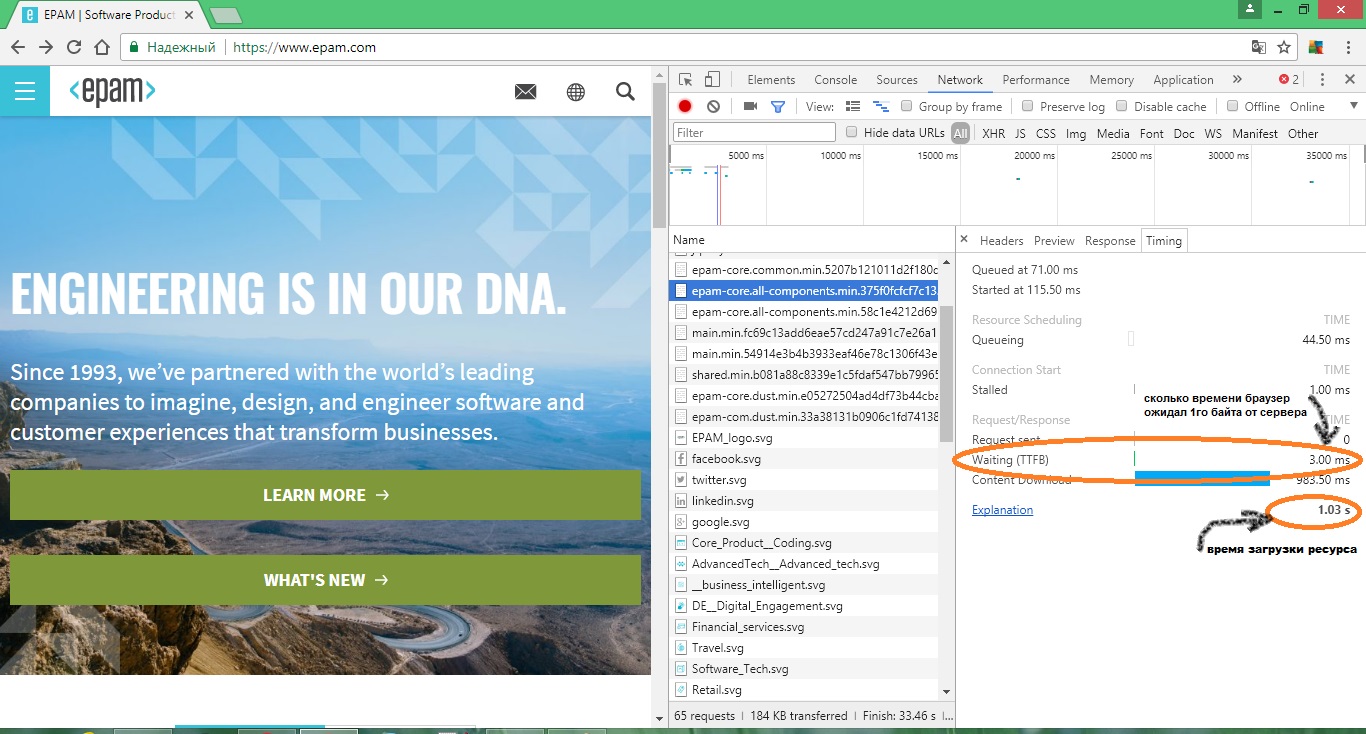 EPAM | Software Product
Надежный
https://www.epam.com
<epam>
ENGINEERING IS IN OUR DNA.
Since 1993, we've partnered with the world's leading
companies to imagine, design, and engineer software and
customer experiences that transform businesses.
LEARN MORE →
WHAT'S NEW →
Elements Console Sources Network Performance Memory Application » 2
View: Group by frame Preserve log Disable cache Offline Online
Filter Hide data URLs All XHR JS CSS Img Media Font Doc WS Manifest Other
5000 ms 10000 ms 15000 ms 20000 ms 25000 ms 30000 ms 35000 ms
Name
epam-core.common.min.5207b121011d2f180c
epam-core.all-components.min.375f0fcfcf7c13
epam-core.all-components.min.58c1e4212d69
main.min.fc69c13add6eae57cd247a91c7e26a1
main.min.54914e3b4b3933eaf46e78c1306f43e
shared.min.b081a88c8339e1c5fdaf547bb79965
epam-core.dust.min.e05272504ad4df73b44cba
epam-com.dust.min.33a38131b0906c1fd74138
EPAM_logo.svg
facebook.svg
twitter.svg
linkedin.svg
google.svg
Core_Product__Coding.svg
AdvancedTech__Advanced_tech.svg
__business_intelligent.svg
DE__Digital_Engagement.svg
Financial_services.svg
Travel.svg
Software_Tech.svg
Retail.svg
65 requests | 184 KB transferred | Finish: 33.46 s | ...
Headers Preview Response Timing
Queued at 71.00 ms
Started at 115.50 ms
Resource Scheduling TIME
Queueing 44.50 ms
Connection Start TIME
Stalled 1.00 ms
сколько времени браузер
ожидал 1го байта от сервера
Request/Response TIME
Request sent 0
Waiting (TTFB) 3.00 ms
Content Download 983.50 ms
Explanation 1.03 s
время загрузки ресурса